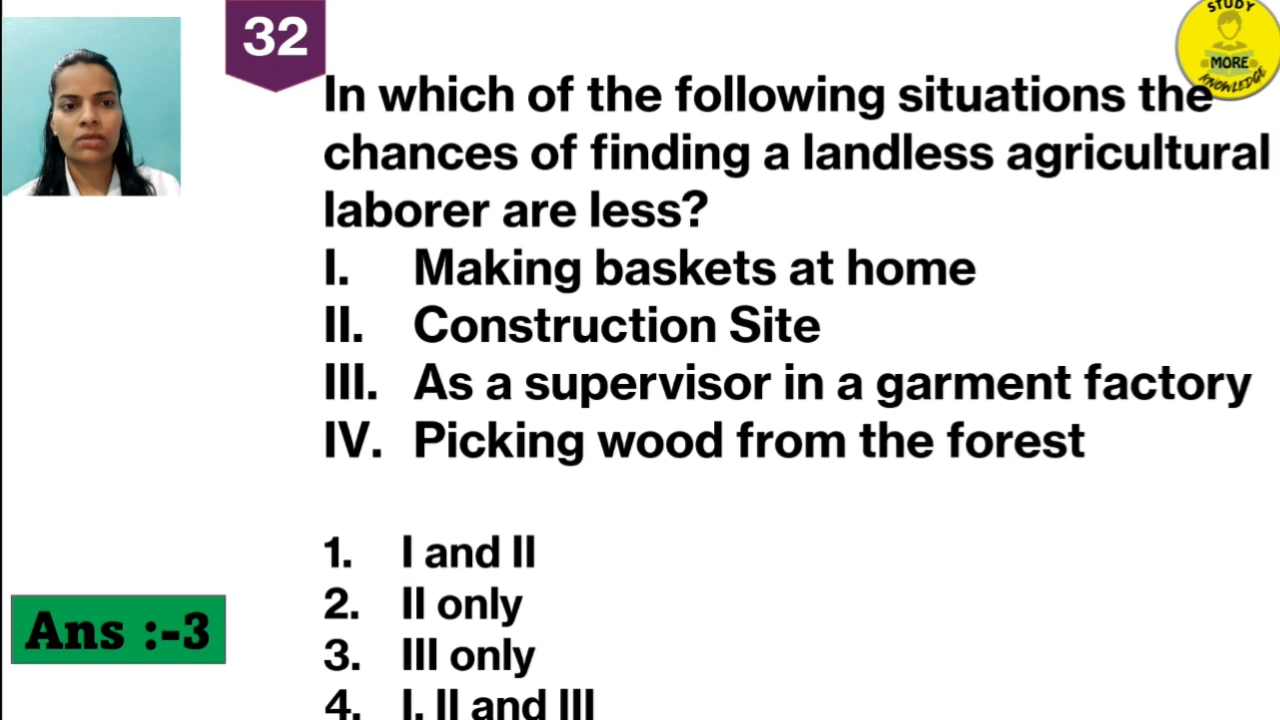 32
STUDY
MORE
KNOWLEDGE
In which of the following situations the
chances of finding a landless agricultural
laborer are less?
I. Making baskets at home
II. Construction Site
III. As a supervisor in a garment factory
IV. Picking wood from the forest
1. I and II
2. II only
Ans :-3
3. III only
4. I, II and III